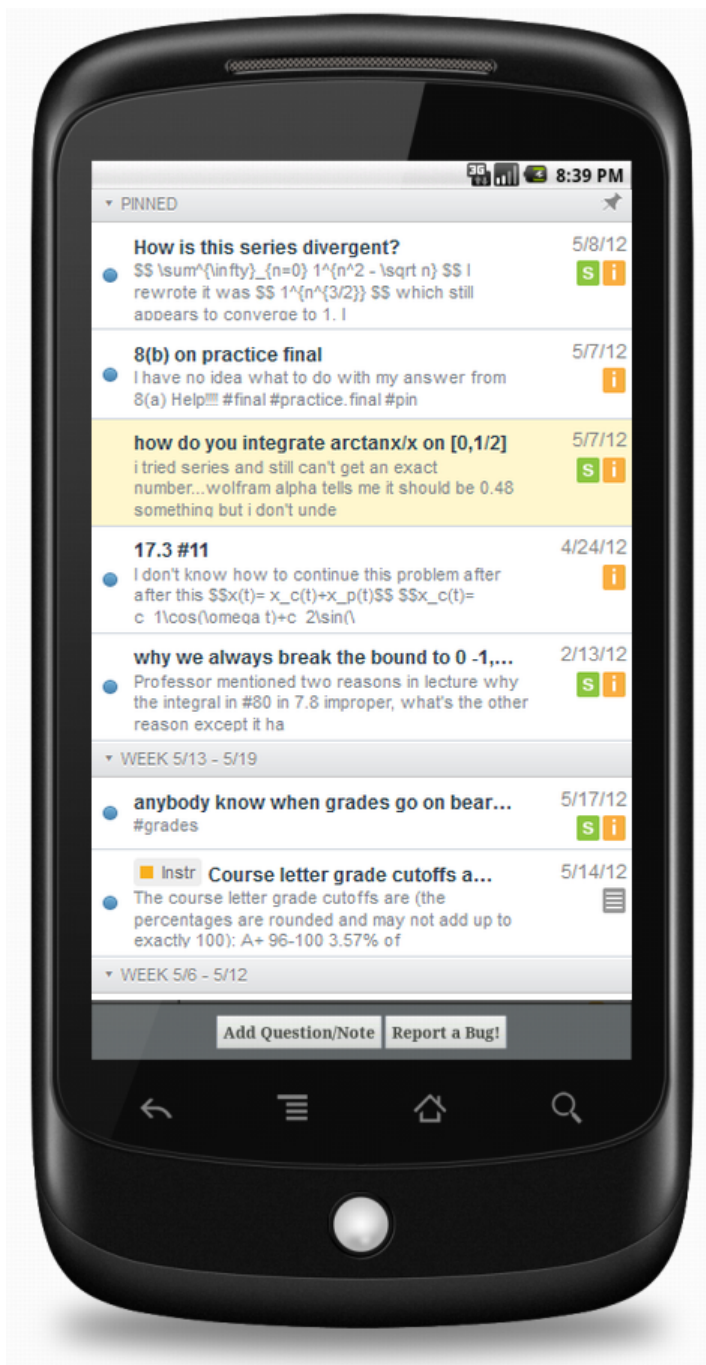 3G 8:39 PM
PINNED
How is this series divergent? 5/8/12
$$ \sum^{\infty}_{n=0} 1^{n^2 - \sqrt n} $$ I
rewrote it was $$ 1^{n^{3/2}} $$ which still
appears to converge to 1. I
S i
8(b) on practice final 5/7/12
I have no idea what to do with my answer from
8(a) Help!!! #final #practice.final #pin
i
how do you integrate arctanx/x on [0,1/2] 5/7/12
i tried series and still can't get an exact
number...wolfram alpha tells me it should be 0.48
something but i don't unde
S i
17.3 #11 4/24/12
I don't know how to continue this problem after
after this $$x(t)= x_c(t)+x_p(t)$$ $$x_c(t)=
c_1\cos(\omega t)+c_2\sin(\
i
why we always break the bound to 0 -1,... 2/13/12
Professor mentioned two reasons in lecture why
the integral in #80 in 7.8 improper, what's the other
reason except it ha
S i
WEEK 5/13 - 5/19
anybody know when grades go on bear... 5/17/12
#grades
S i
Instr Course letter grade cutoffs a... 5/14/12
The course letter grade cutoffs are (the
percentages are rounded and may not add up to
exactly 100): A+ 96-100 3.57% of
WEEK 5/6 - 5/12
Add Question/Note Report a Bug!